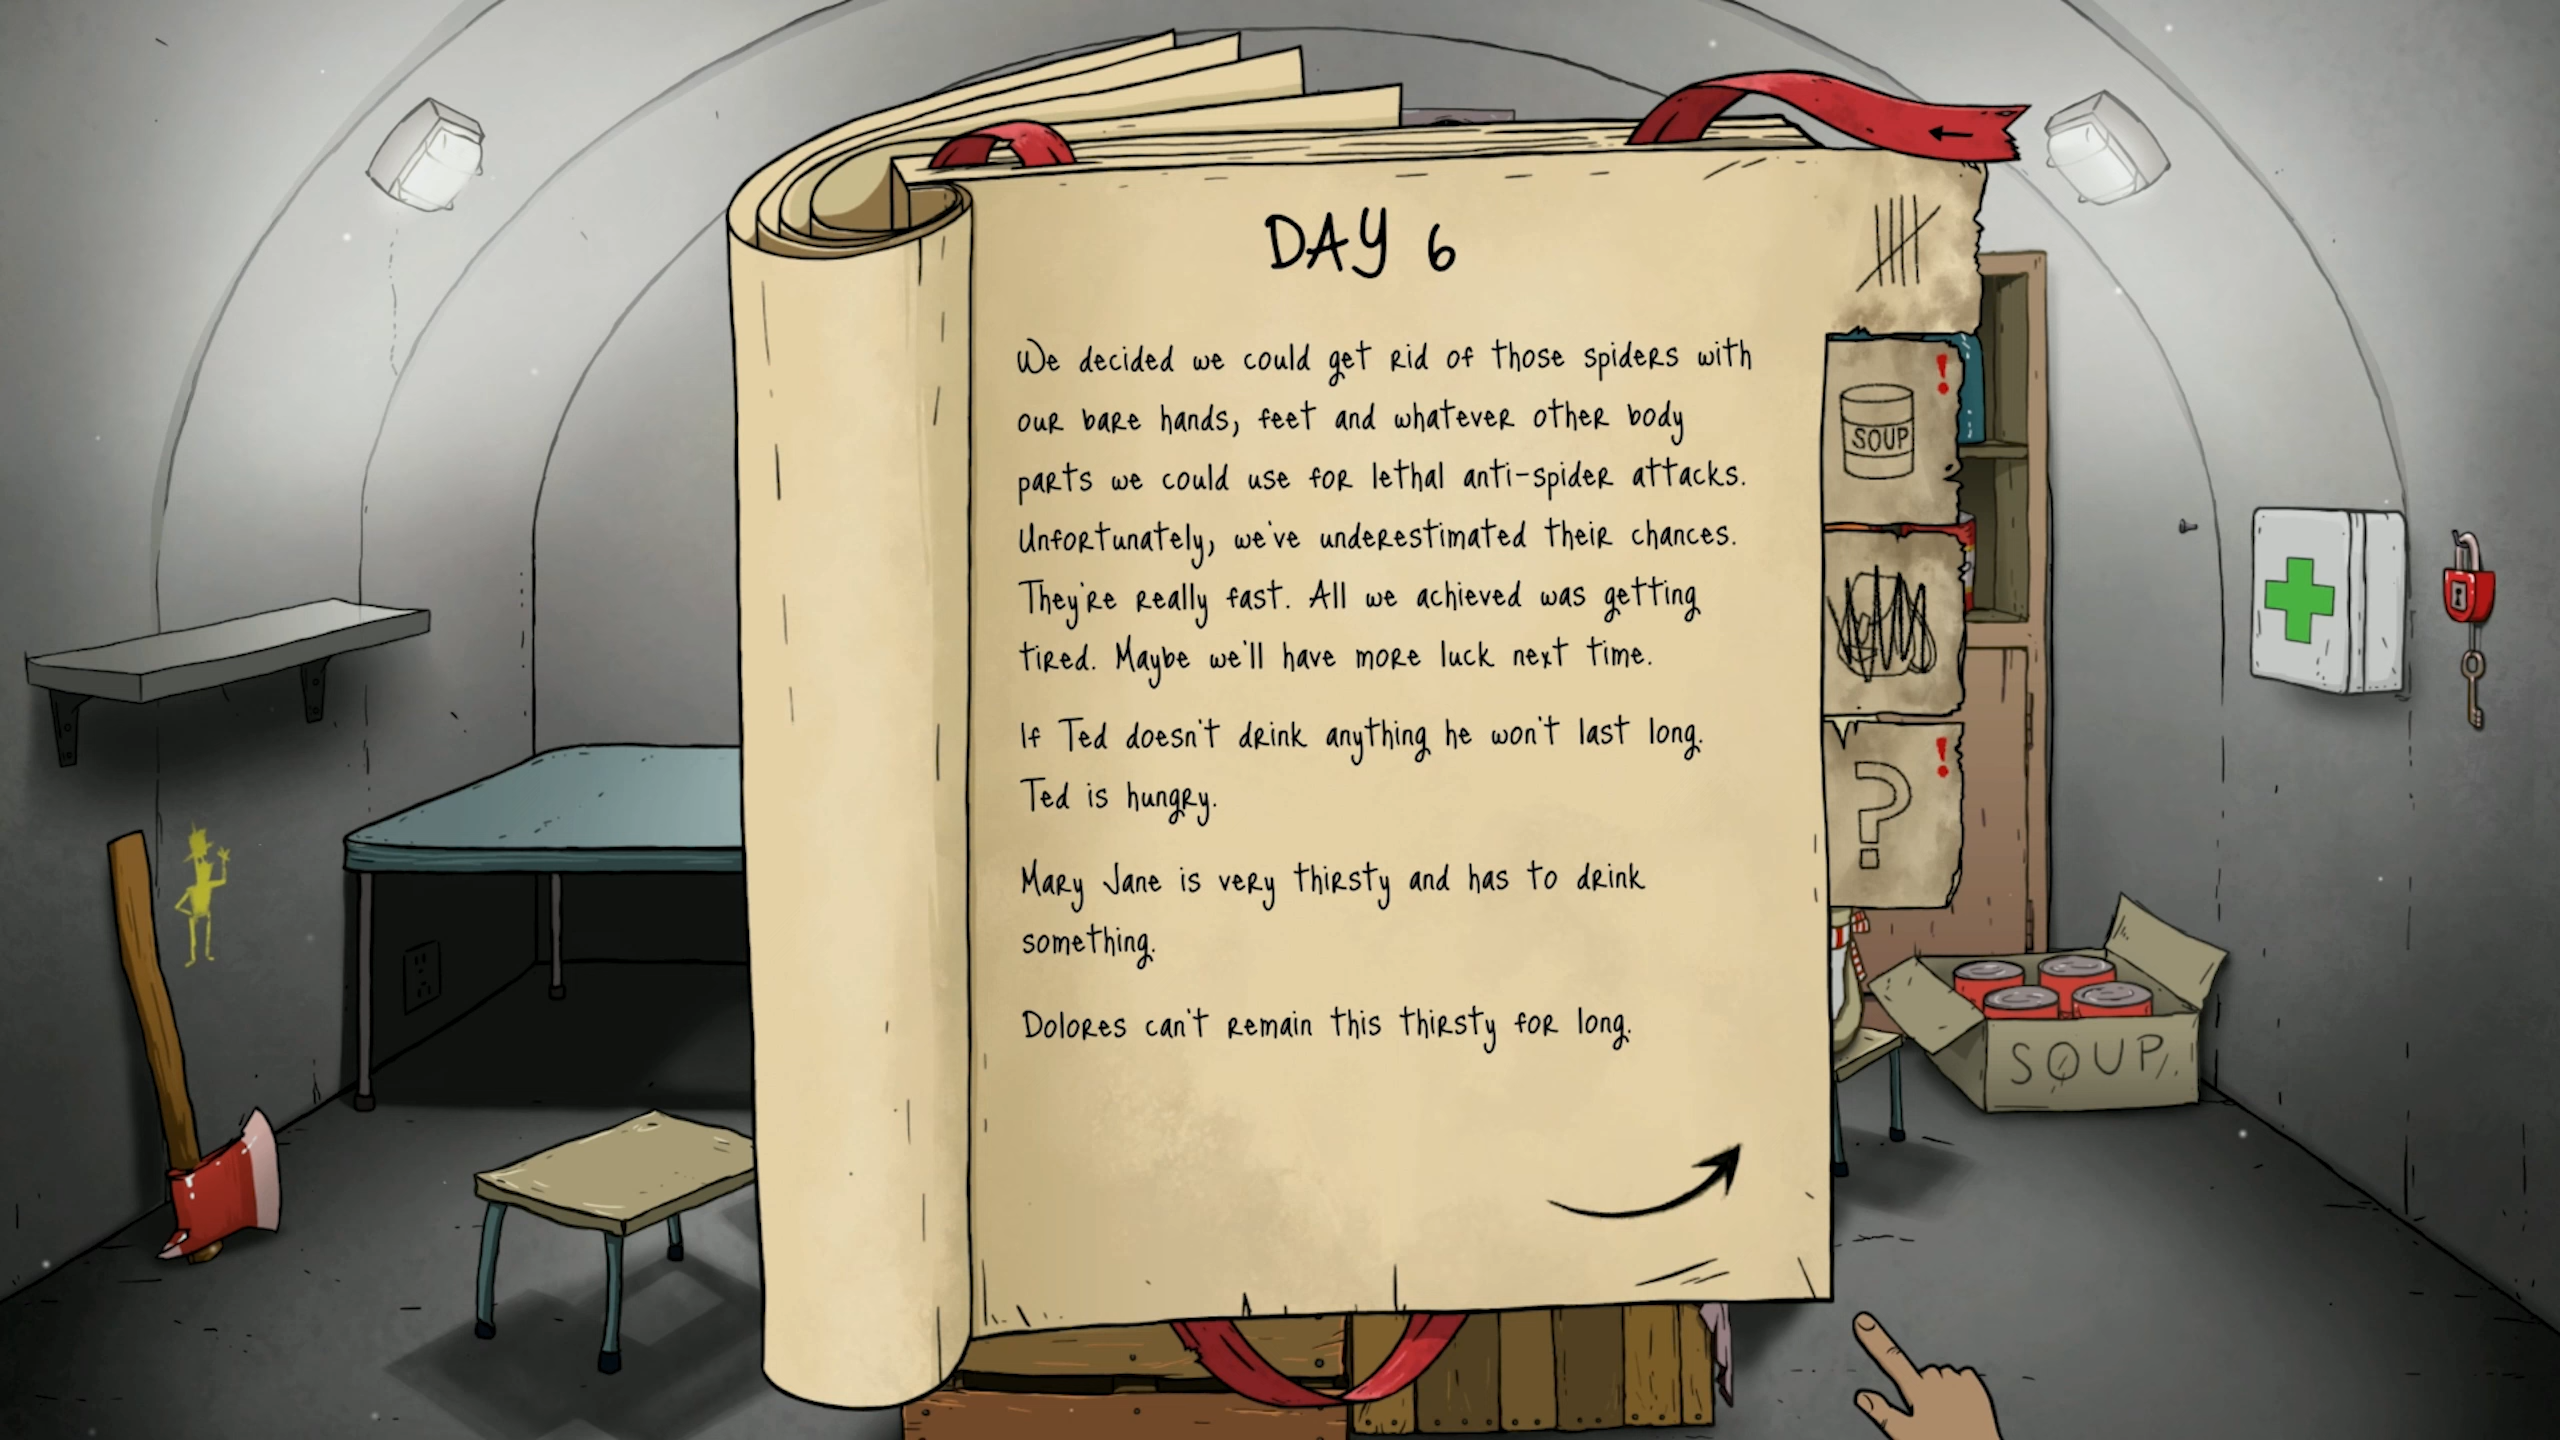 DAY 6
We decided we could get rid of those spiders with
our bare hands, feet and whatever other body
parts we could use for lethal anti-spider attacks.
Unfortunately, we've underestimated their chances.
They're really fast. All we achieved was getting
tired. Maybe we'll have more luck next time.
If Ted doesn't drink anything he won't last long.
Ted is hungry.
Mary Jane is very thirsty and has to drink
something.
Dolores can't remain this thirsty for long.
!
SOUP
!
?
SOUP